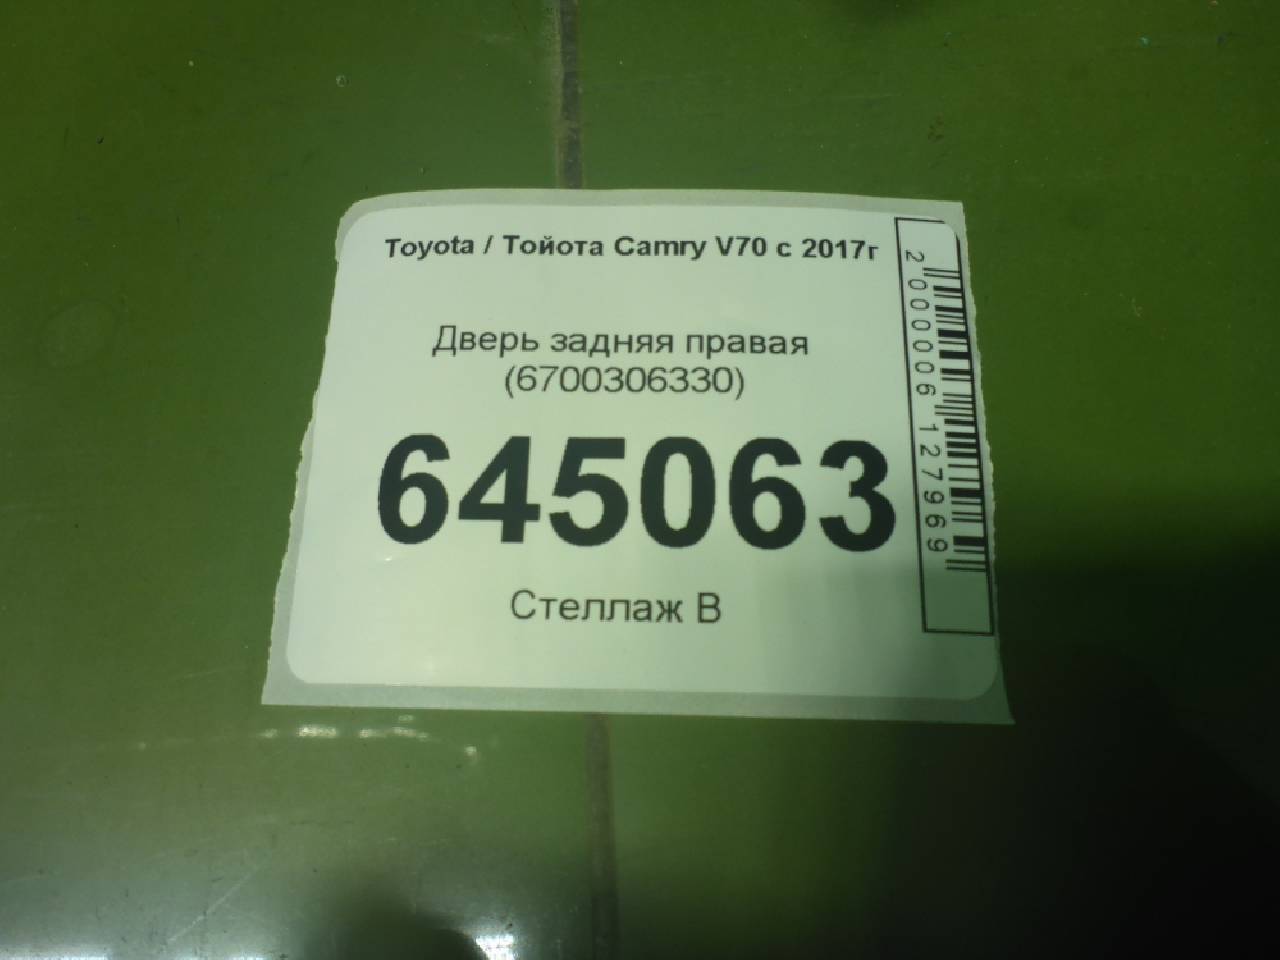 Toyota / Тойота Camry V70 с 2017г
Дверь задняя правая
(6700306330)
645063
Стеллаж В
2000006127969